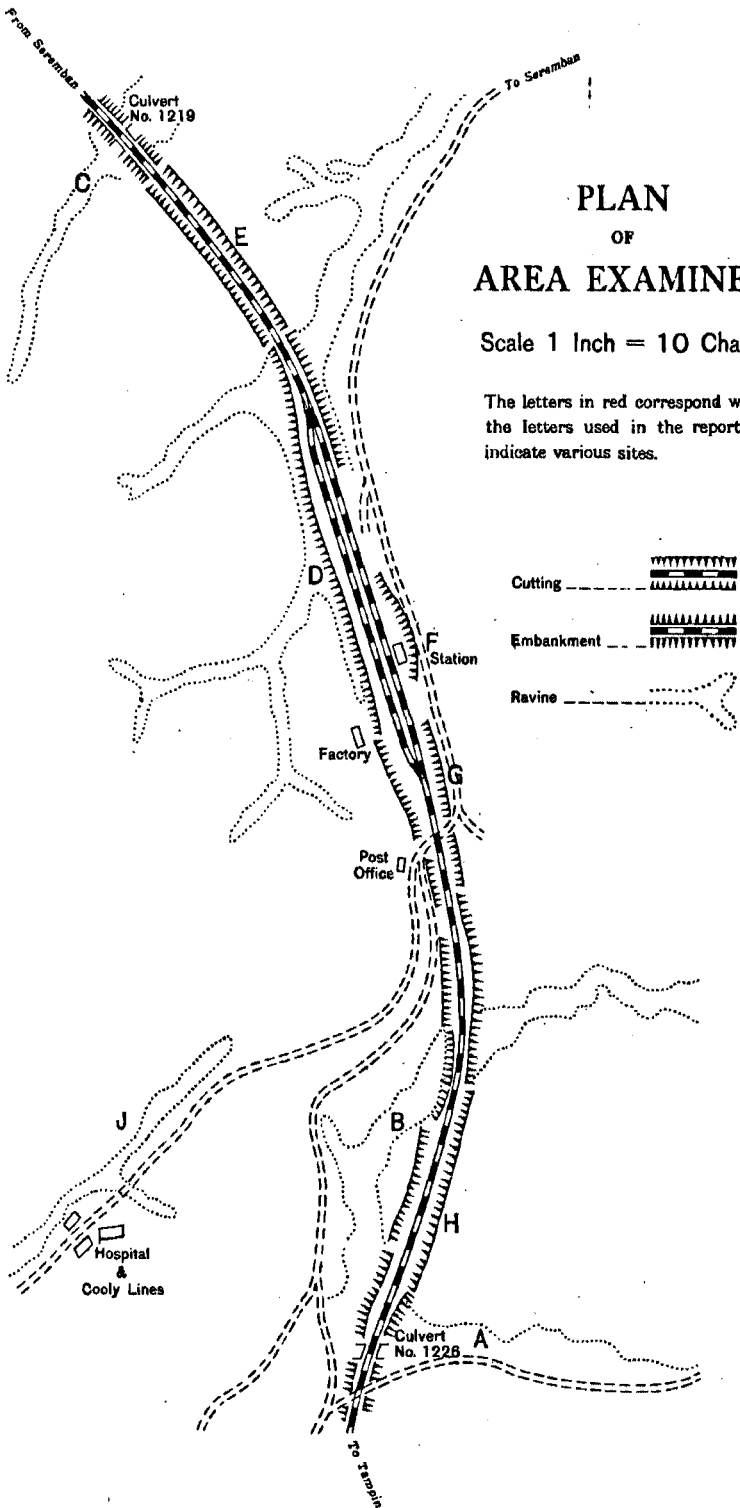 From Seremban
To Seremban
Culvert
No. 1219
C
E
PLAN
OF
AREA EXAMINE
Scale 1 Inch = 10 Cha
The letters in red correspond w
the letters used in the report
indicate various sites.
Cutting
Embankment
Ravine
D
F
Station
Factory
G
Post
Office
J
B
H
Hospital
&
Cooly Lines
Culvert
No. 1226
A
To Tampin